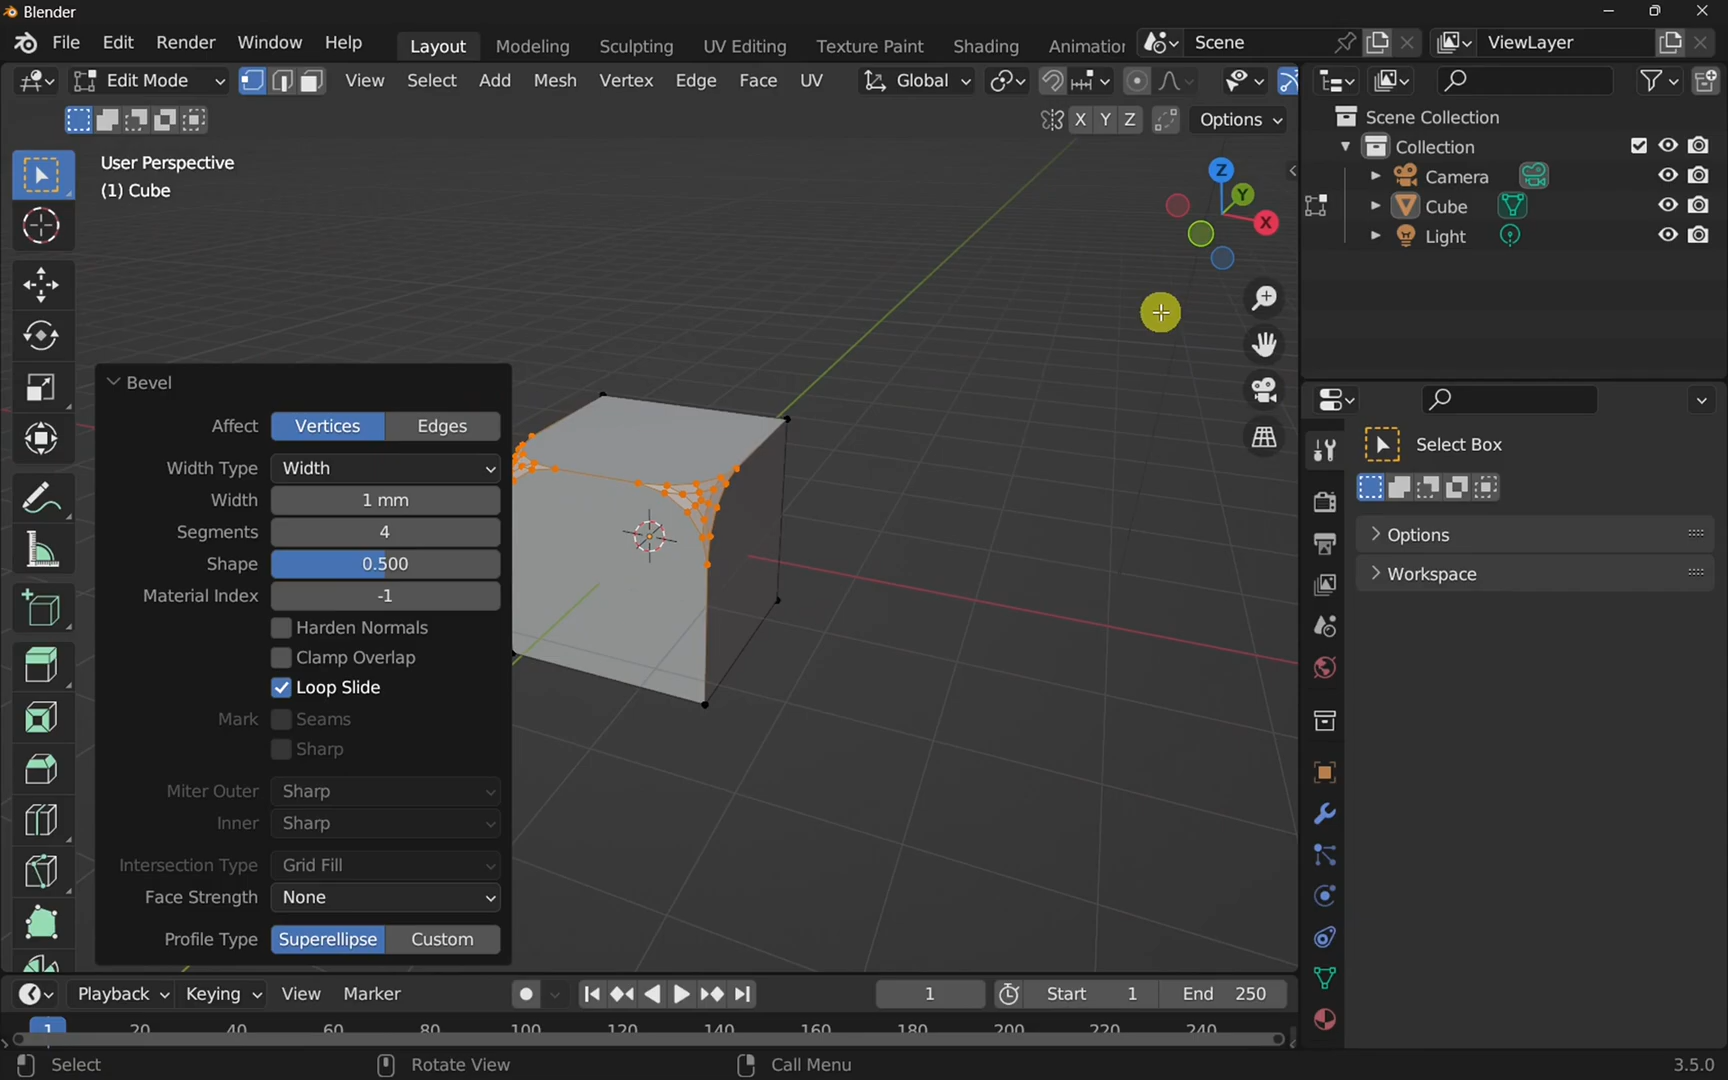 Blender
File Edit Render Window Help Layout Modeling Sculpting UV Editing Texture Paint Shading Animation Scene ViewLayer
Edit Mode View Select Add Mesh Vertex Edge Face UV Global
X Y Z Options
User Perspective
(1) Cube
Z
Y
X
Scene Collection
Collection
Camera
Cube
Light
Bevel
Affect Vertices Edges
Width Type Width
Width 1 mm
Segments 4
Shape 0.500
Material Index -1
Harden Normals
Clamp Overlap
Loop Slide
Mark Seams
Sharp
Miter Outer Sharp
Inner Sharp
Intersection Type Grid Fill
Face Strength None
Profile Type Superellipse Custom
Select Box
Options
Workspace
Playback Keying View Marker 1 Start 1 End 250
1 20 40 60 80 100 120 140 160 180 200 220 240
Select Rotate View Call Menu 3.5.0